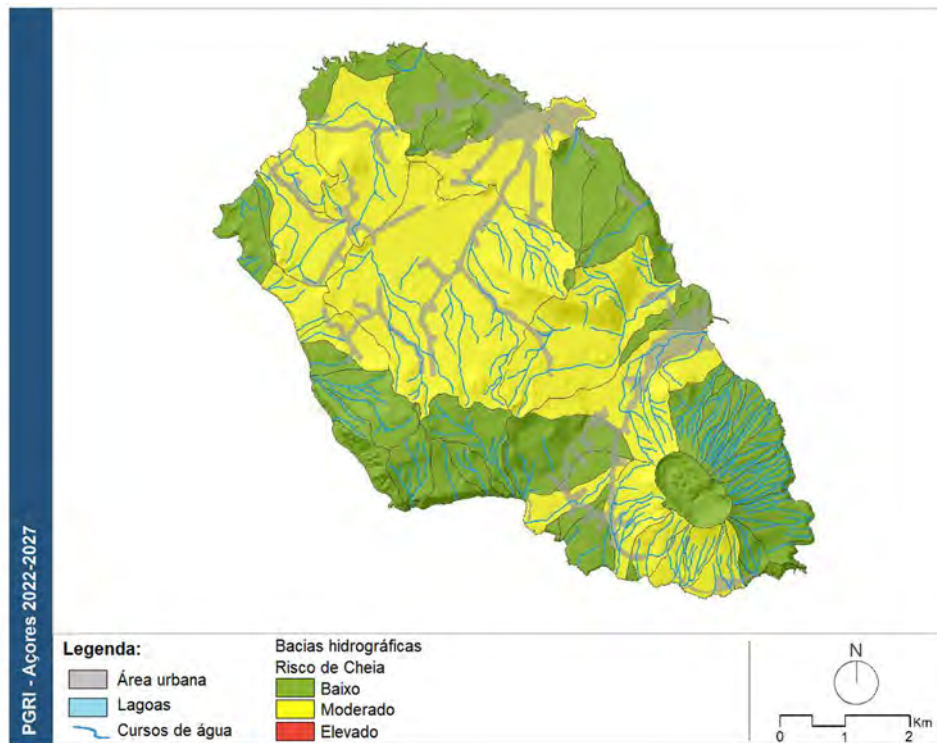 PGRI - Açores 2022-2027
Legenda:
Área urbana
Lagoas
Cursos de água
Bacias hidrográficas
Risco de Cheia
Baixo
Moderado
Elevado
N
Km
0 1 2